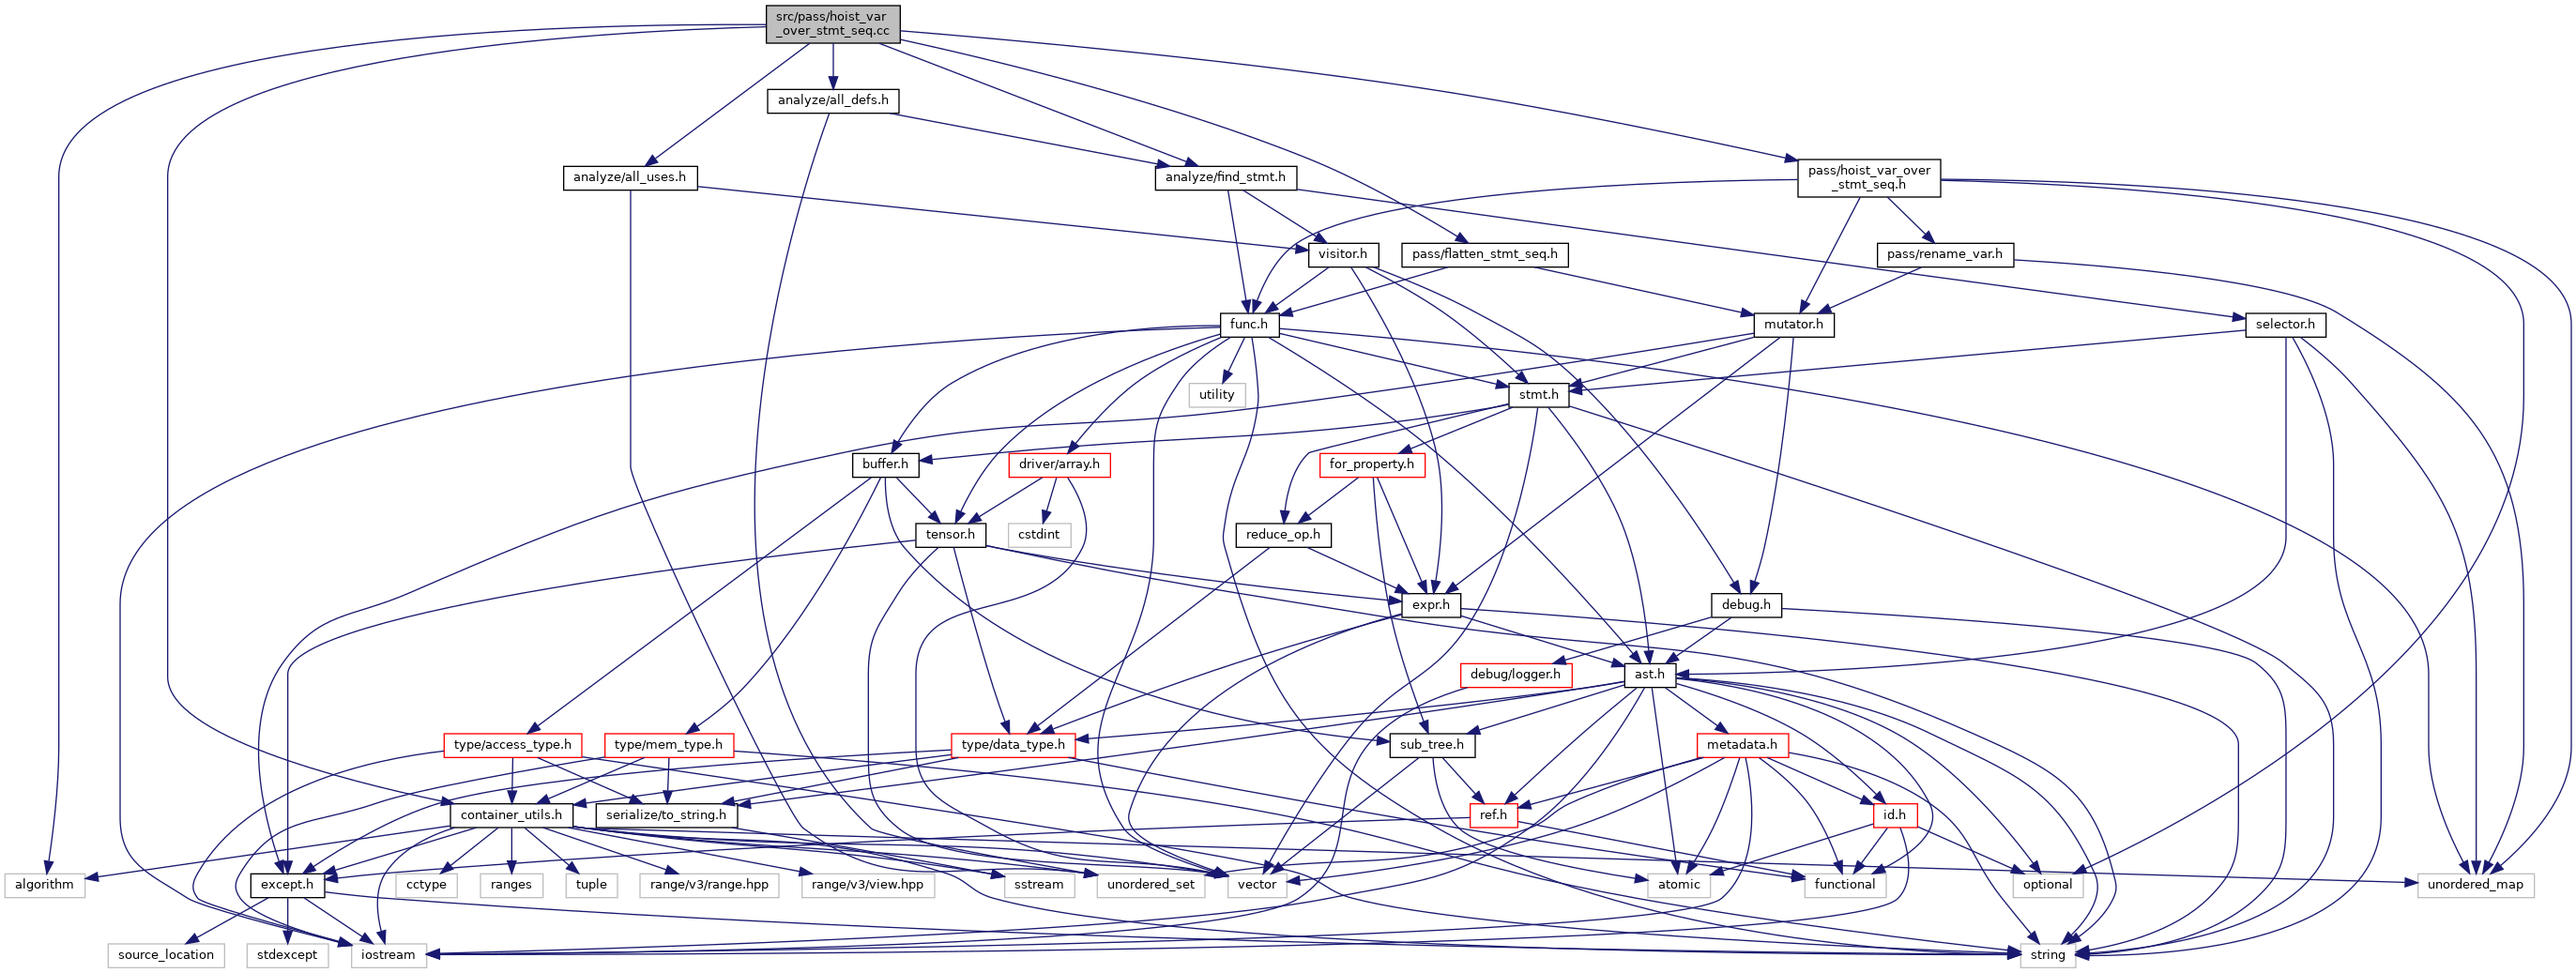 src/pass/hoist_var
_over_stmt_seq.cc
analyze/all_defs.h
analyze/all_uses.h
analyze/find_stmt.h
pass/hoist_var_over
_stmt_seq.h
visitor.h
pass/flatten_stmt_seq.h
pass/rename_var.h
func.h
mutator.h
selector.h
utility
stmt.h
buffer.h
driver/array.h
for_property.h
tensor.h
cstdint
reduce_op.h
expr.h
debug.h
debug/logger.h
ast.h
type/access_type.h
type/mem_type.h
type/data_type.h
sub_tree.h
metadata.h
container_utils.h
serialize/to_string.h
ref.h
id.h
algorithm
except.h
cctype
ranges
tuple
range/v3/range.hpp
range/v3/view.hpp
sstream
unordered_set
vector
atomic
functional
optional
unordered_map
source_location
stdexcept
iostream
string